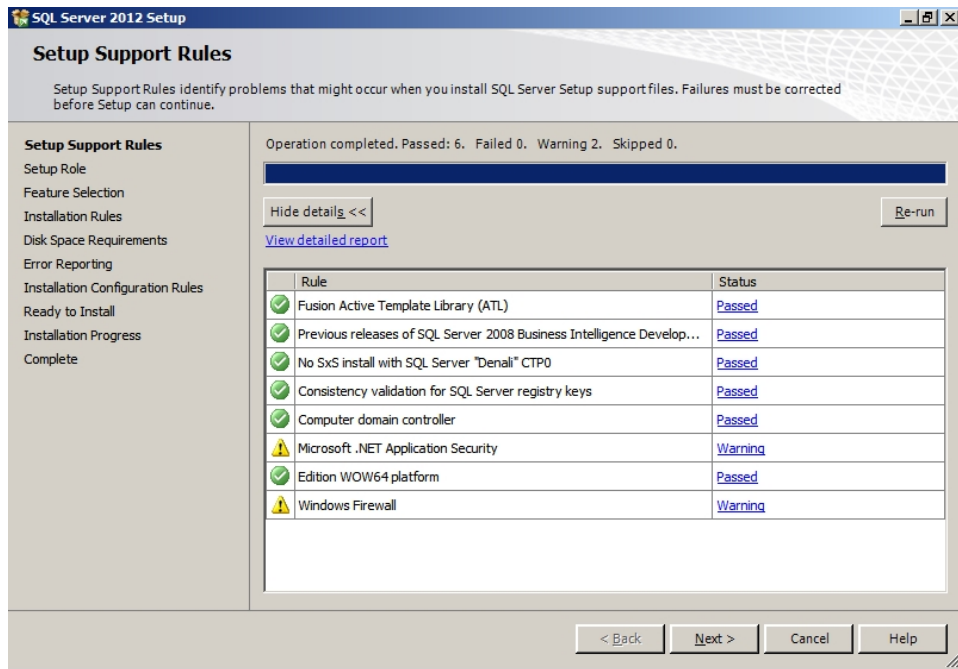 SQL Server 2012 Setup
Setup Support Rules
Setup Support Rules identify problems that might occur when you install SQL Server Setup support files. Failures must be corrected
before Setup can continue.
Setup Support Rules
Setup Role
Feature Selection
Installation Rules
Disk Space Requirements
Error Reporting
Installation Configuration Rules
Ready to Install
Installation Progress
Complete
Operation completed. Passed: 6. Failed 0. Warning 2. Skipped 0.
Hide details <<
Re-run
View detailed report
Rule Status
Fusion Active Template Library (ATL) Passed
Previous releases of SQL Server 2008 Business Intelligence Develop... Passed
No SxS install with SQL Server "Denali" CTP0 Passed
Consistency validation for SQL Server registry keys Passed
Computer domain controller Passed
Microsoft .NET Application Security Warning
Edition WOW64 platform Passed
Windows Firewall Warning
< Back Next > Cancel Help